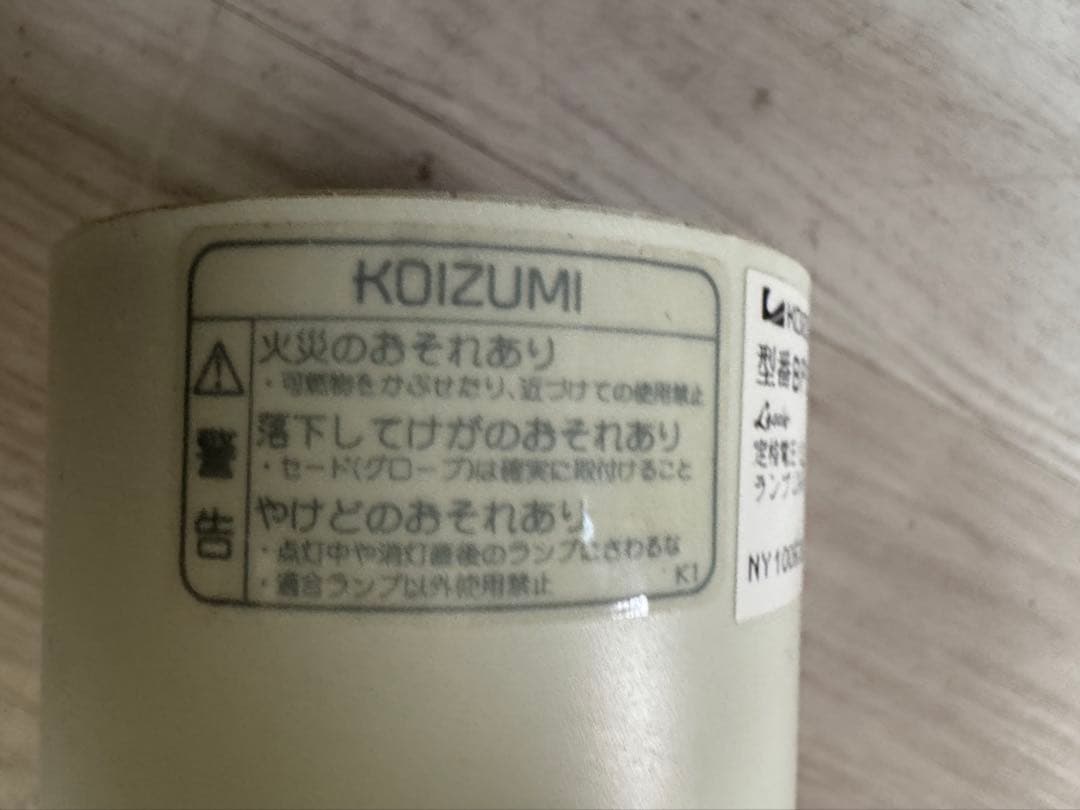 KOIZUMI
警告
火災のおそれあり
・可燃物をかぶせたり、近づけての使用禁止
落下してけがのおそれあり
・セード(グローブ)は確実に取付けること
やけどのおそれあり
・点灯中や消灯直後のランプにさわるな
・適合ランプ以外使用禁止
K1
型番
定格電圧
ランプ